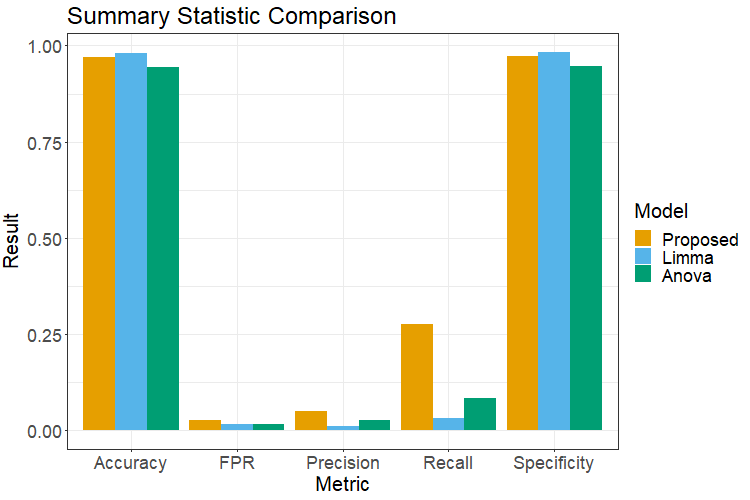 Summary Statistic Comparison
1.00
0.75
0.50
0.25
0.00
Result
Accuracy FPR Precision Recall Specificity
Metric
Model
Proposed
Limma
Anova